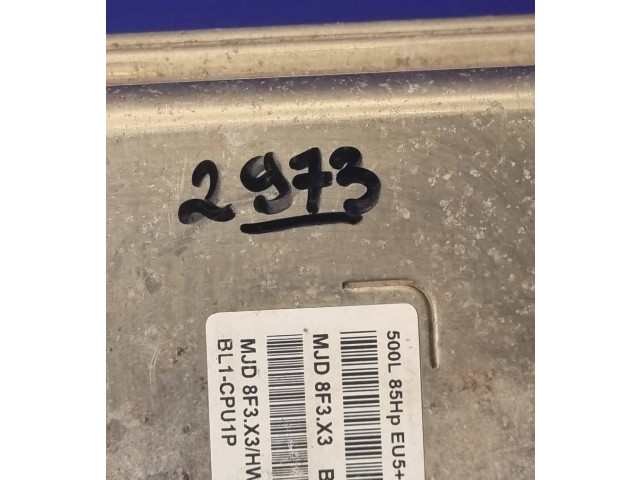 2973
500L 85Hp EU5+
MJD 8F3.X3 B
MJD 8F3.X3/HW
BL1-CPU1P